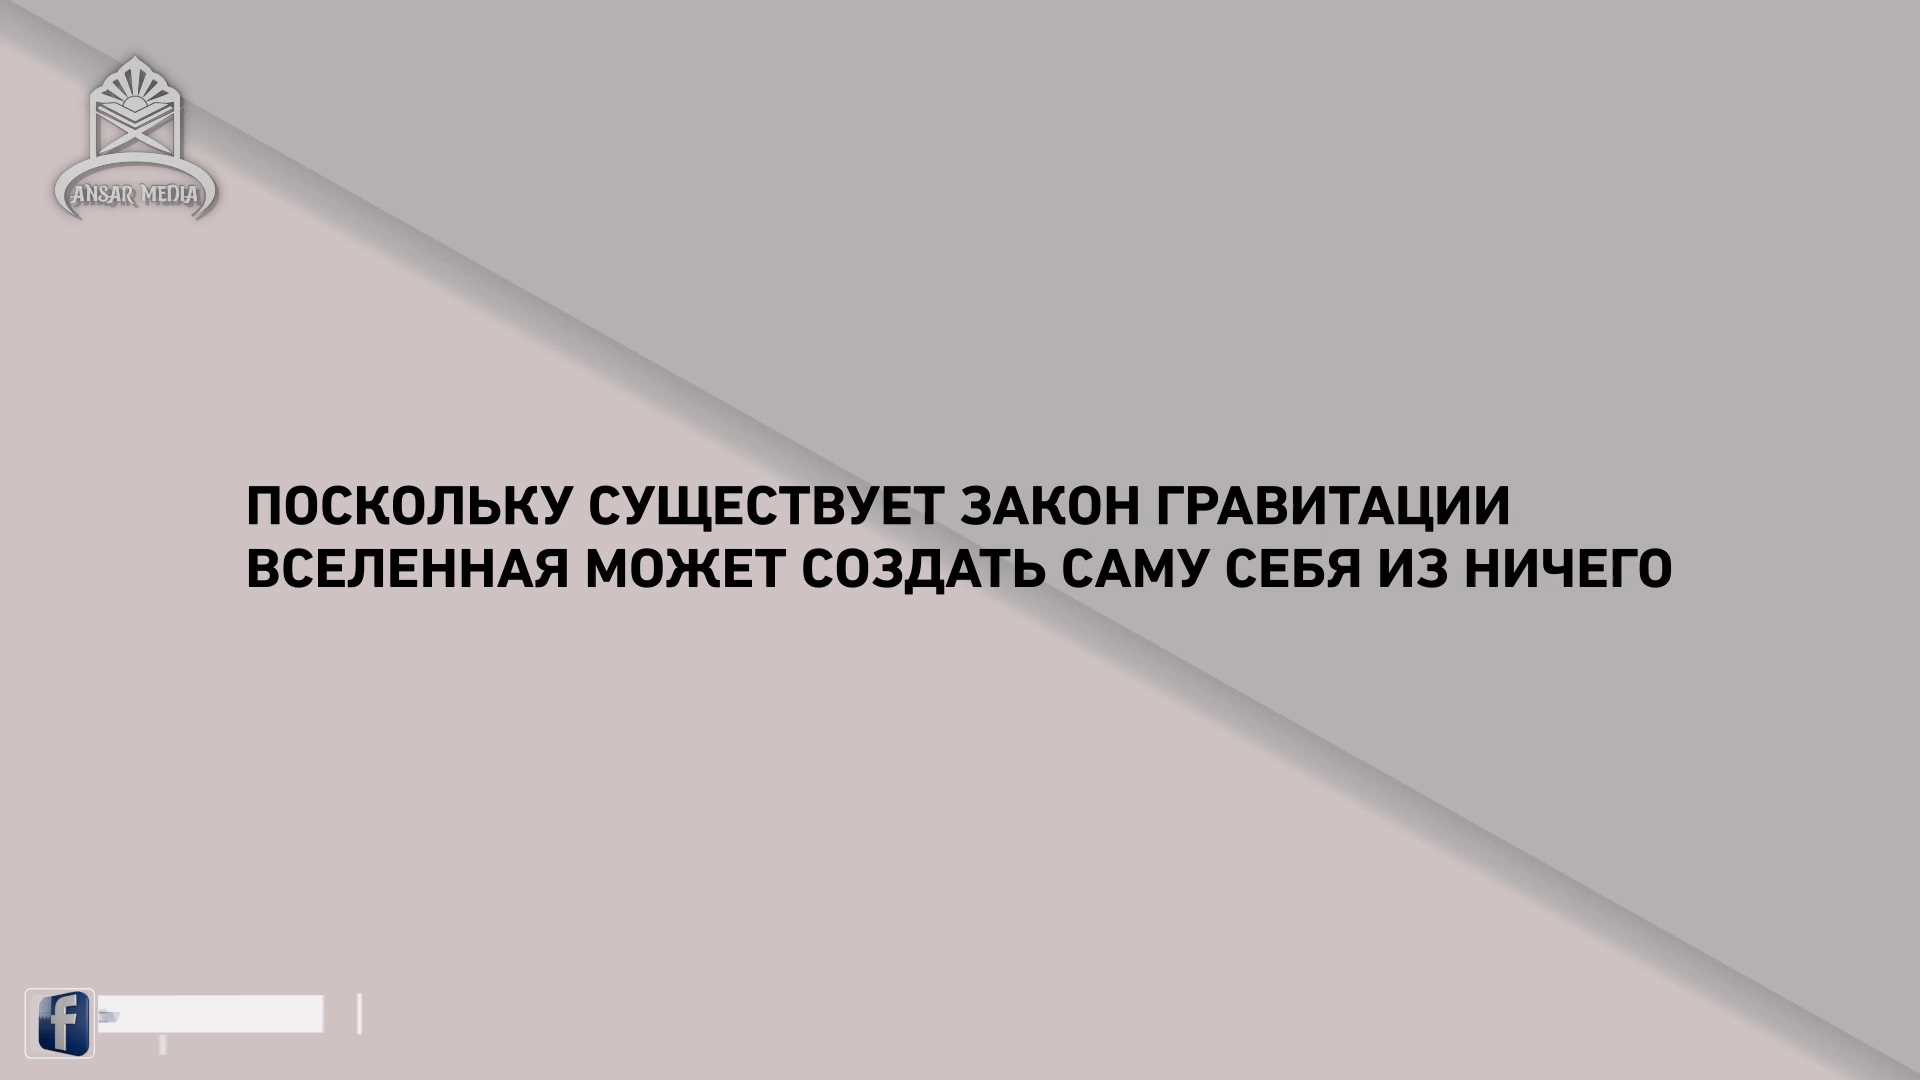 ANSAR MEDIA
ПОСКОЛЬКУ СУЩЕСТВУЕТ ЗАКОН ГРАВИТАЦИИ
ВСЕЛЕННАЯ МОЖЕТ СОЗДАТЬ САМУ СЕБЯ ИЗ НИЧЕГО
f